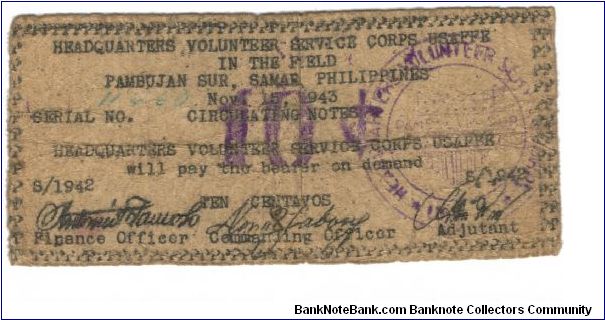 HEADQUARTERS VOLUNTEER SERVICE CORPS USAFFE
IN THE FIELD
PAMBUJAN SUR, SAMAR PHILIPPINES
Nov. 15, 1943
SERIAL NO. CIRCULATING NOTES
10 ¢
HEADQUARTERS VOLUNTEER SERVICE CORPS USAFFE
will pay the bearer on demand
S/1942 S/1942
TEN CENTAVOS
Finance Officer Commanding Officer Adjutant
BankNoteBank.com Banknote Collectors Community